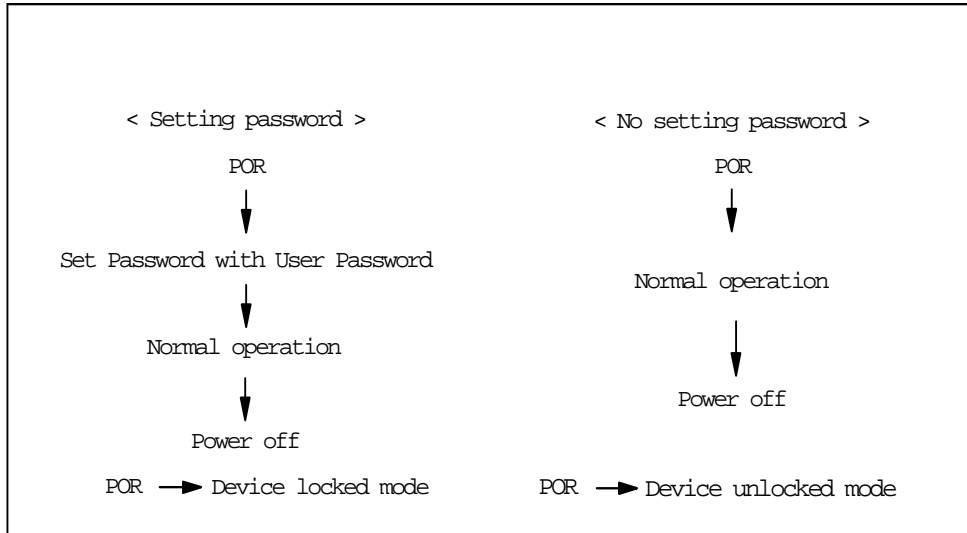 < Setting password >
POR
Set Password with User Password
Normal operation
Power off
POR Device locked mode
< No setting password >
POR
Normal operation
Power off
POR Device unlocked mode